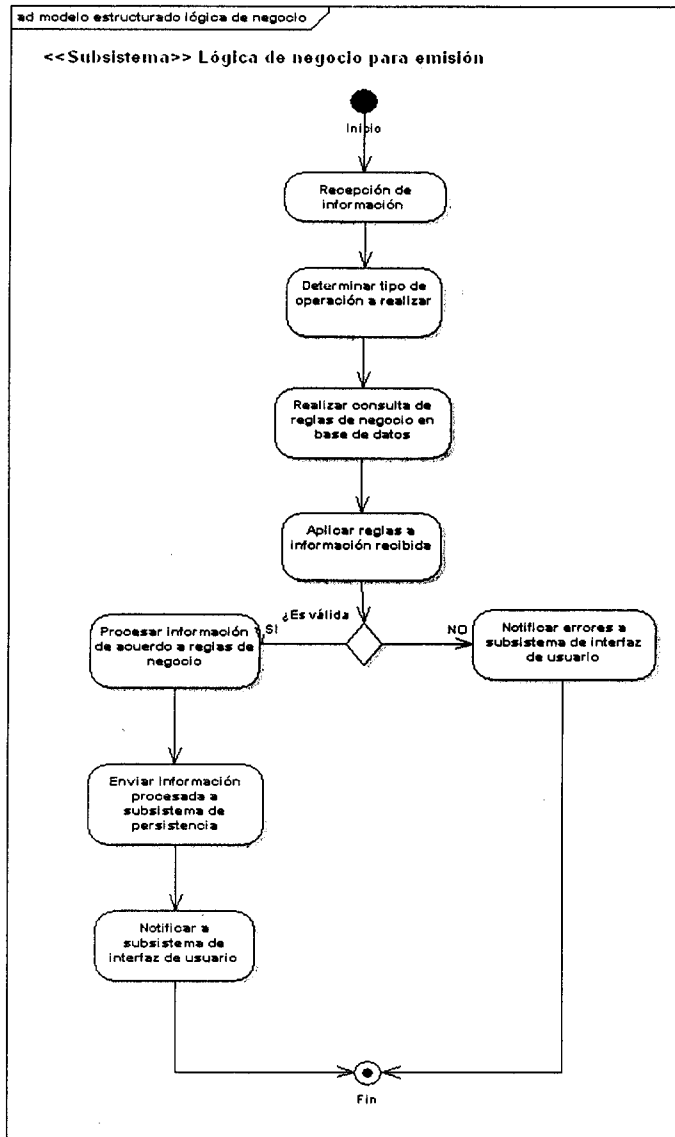 ad modelo estructurado lógica de negocio
<<Subsistema>> Lógica de negocio para emisión
Inicio
Recepción de
información
Determinar tipo de
operación a realizar
Realizar consulta de
reglas de negocio en
base de datos
Aplicar reglas a
información recibida
¿Es válida
SI
NO
Procesar información
de acuerdo a reglas de
negocio
Notificar errores a
subsistema de interfaz
de usuario
Enviar información
procesada a
subsistema de
persistencia
Notificar a
subsistema de
interfaz de usuario
Fin